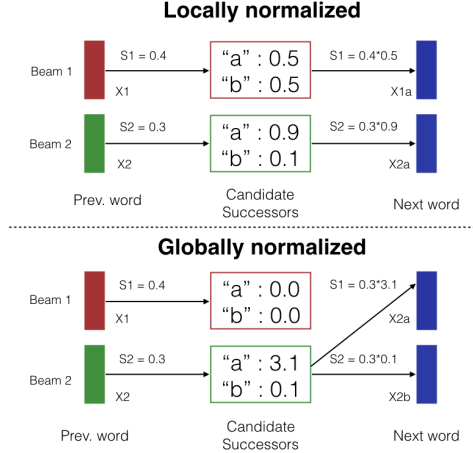 Locally normalized
S1 = 0.4
"a" : 0.5
S1 = 0.4*0.5
Beam 1
"b" : 0.5
X1
X1a
S2 = 0.3
"a" : 0.9
S2 = 0.3*0.9
Beam 2
"b" : 0.1
X2
X2a
Prev. word
Candidate
Successors
Next word
Globally normalized
S1 = 0.4
"a" : 0.0
S1 = 0.3*3.1
Beam 1
"b" : 0.0
X1
X2a
S2 = 0.3
"a" : 3.1
S2 = 0.3*0.1
Beam 2
"b" : 0.1
X2
X2b
Prev. word
Candidate
Successors
Next word